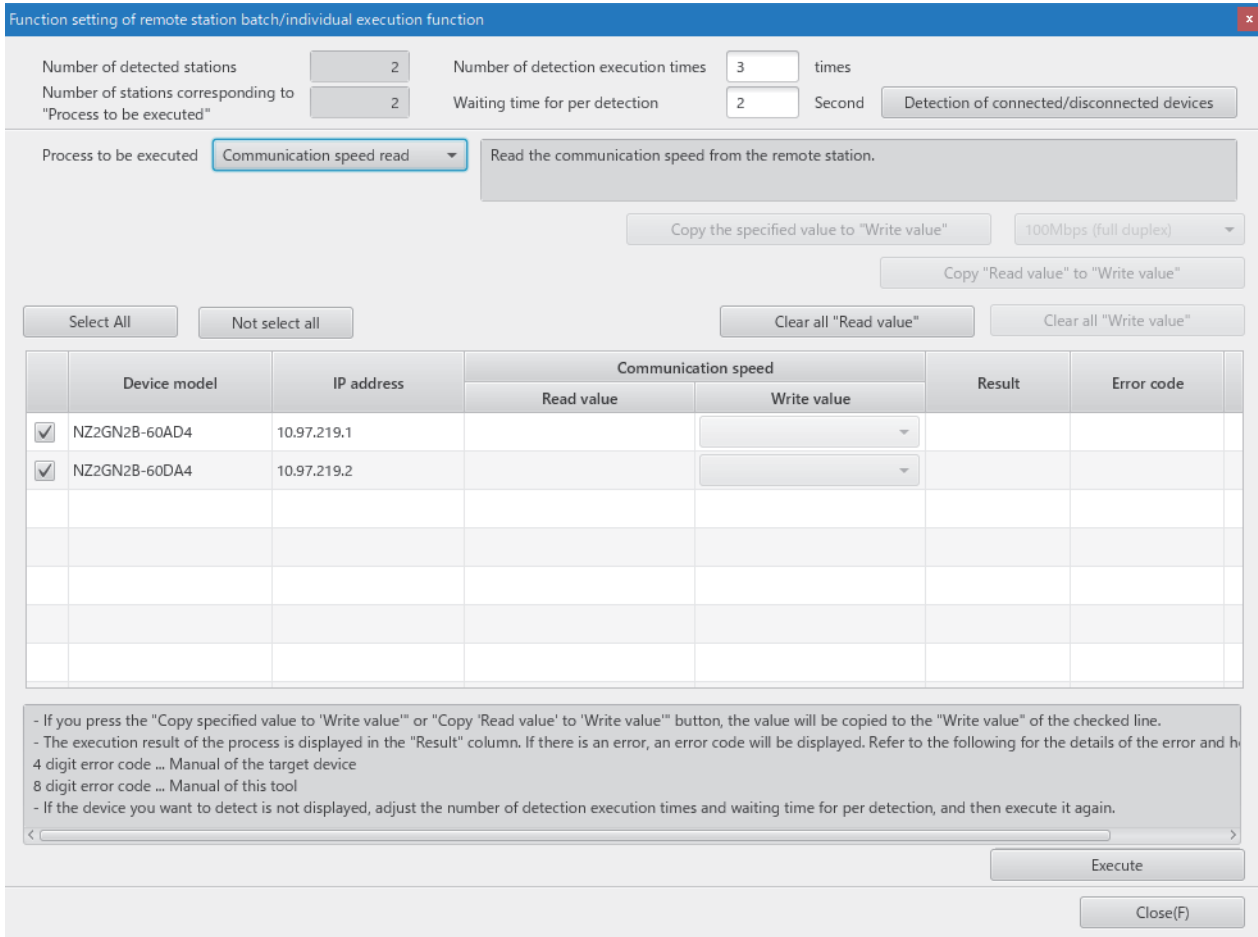 Function setting of remote station batch/individual execution function
x
Number of detected stations 2 Number of detection execution times 3 times
Number of stations corresponding to
"Process to be executed" 2 Waiting time for per detection 2 Second Detection of connected/disconnected devices
Process to be executed Communication speed read Read the communication speed from the remote station.
Copy the specified value to "Write value" 100Mbps (full duplex)
Copy "Read value" to "Write value"
Select All Not select all Clear all "Read value" Clear all "Write value"
Device model IP address Communication speed Result Error code
Read value Write value
NZ2GN2B-60AD4 10.97.219.1
NZ2GN2B-60DA4 10.97.219.2
- If you press the "Copy specified value to 'Write value'" or "Copy 'Read value' to 'Write value'" button, the value will be copied to the "Write value" of the checked line.
- The execution result of the process is displayed in the "Result" column. If there is an error, an error code will be displayed. Refer to the following for the details of the error and
4 digit error code ... Manual of the target device
8 digit error code ... Manual of this tool
- If the device you want to detect is not displayed, adjust the number of detection execution times and waiting time for per detection, and then execute it again.
Execute
Close(F)